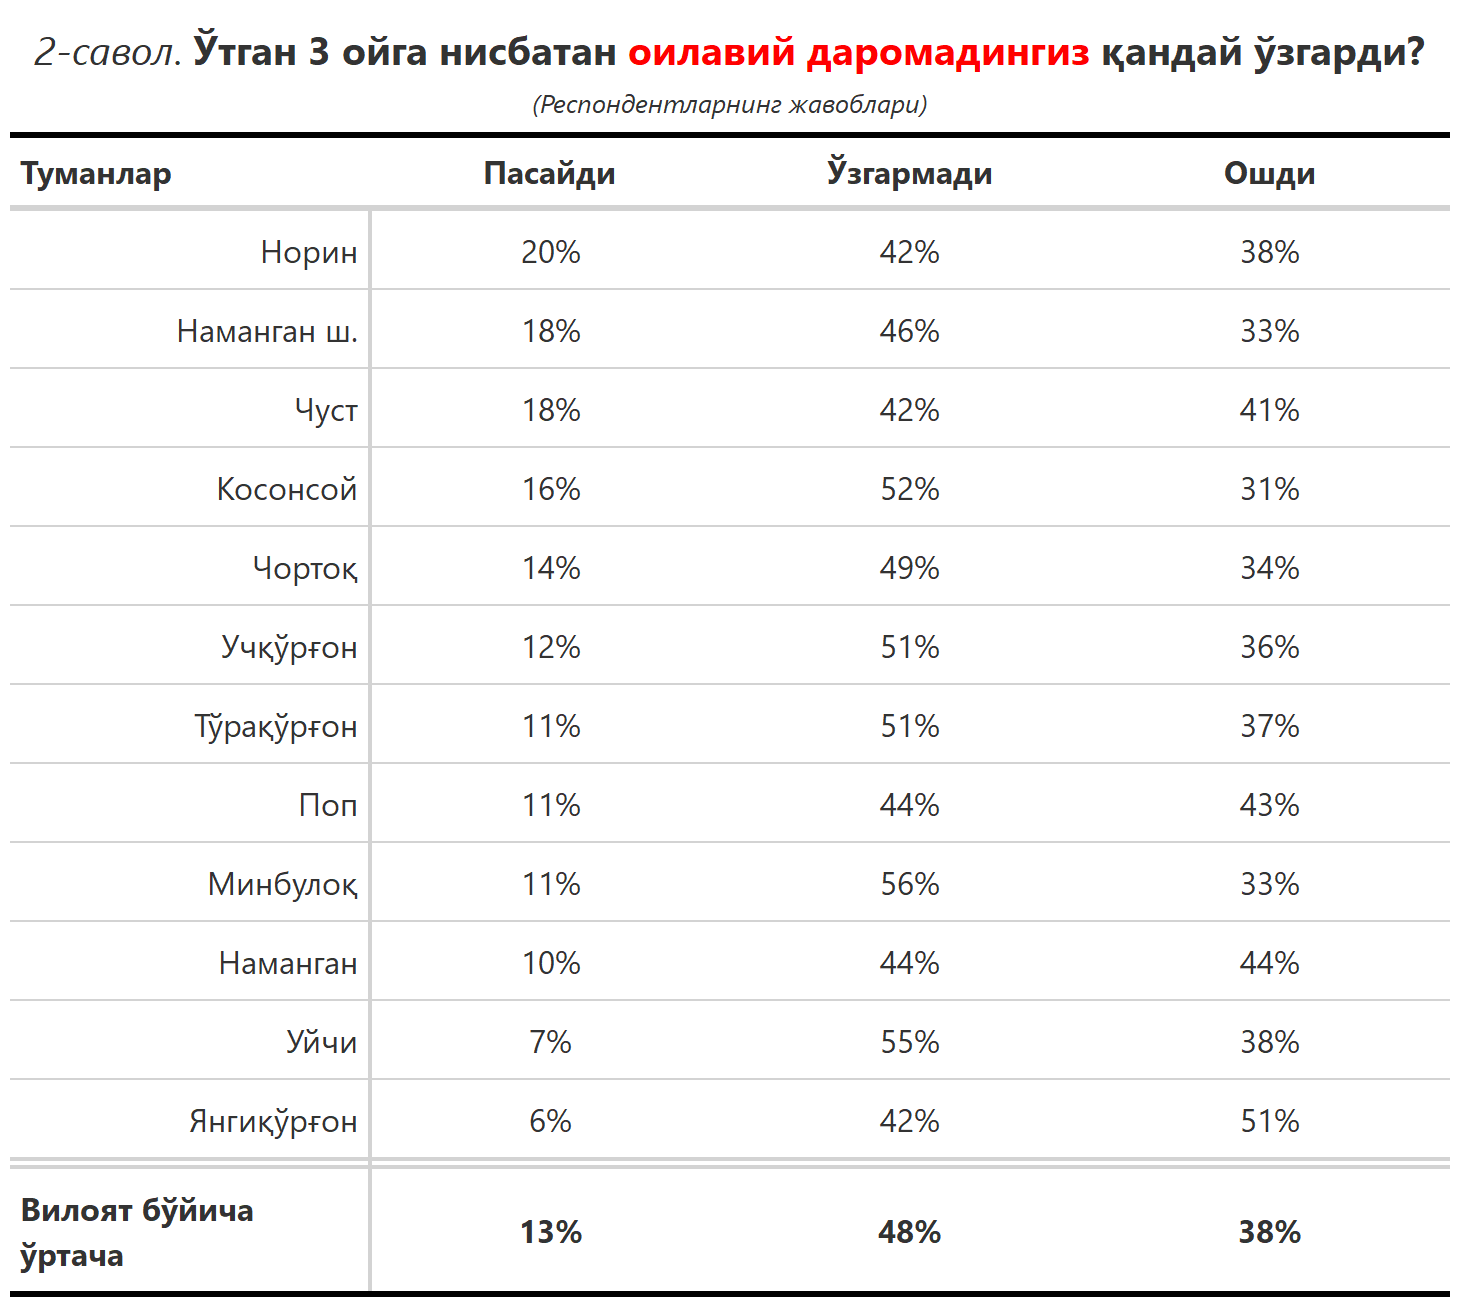 2-савол. Ўтган 3 ойга нисбатан оилавий даромадингиз қандай ўзгарди?
(Респондентларнинг жавоблари)
Туманлар Пасайди Ўзгармади Ошди
Норин 20% 42% 38%
Наманган ш. 18% 46% 33%
Чуст 18% 42% 41%
Косонсой 16% 52% 31%
Чортоқ 14% 49% 34%
Учқўрғон 12% 51% 36%
Тўрақўрғон 11% 51% 37%
Поп 11% 44% 43%
Минбулоқ 11% 56% 33%
Наманган 10% 44% 44%
Уйчи 7% 55% 38%
Янгиқўрғон 6% 42% 51%
Вилоят бўйича
ўртача 13% 48% 38%